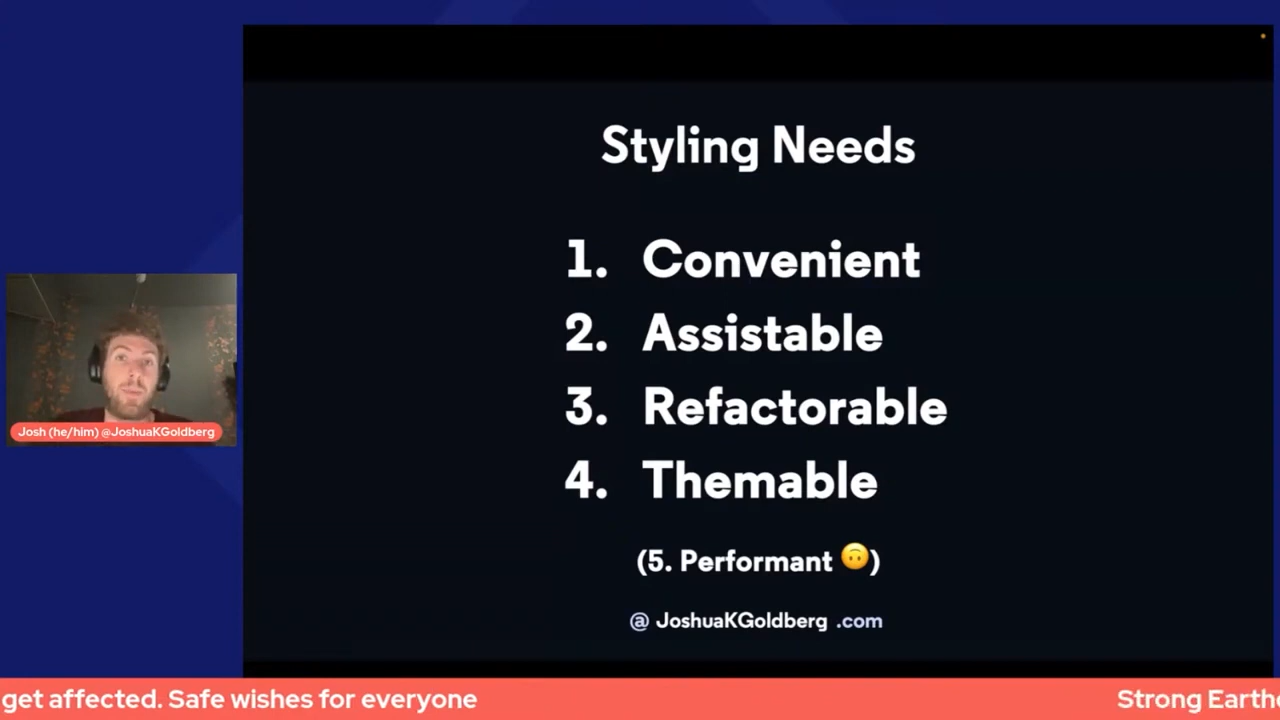 Styling Needs
1. Convenient
2. Assistable
3. Refactorable
4. Themable
(5. Performant 🙃)
@ JoshuaKGoldberg .com
Josh (he/him) @JoshuaKGoldberg
get affected. Safe wishes for everyone
Strong